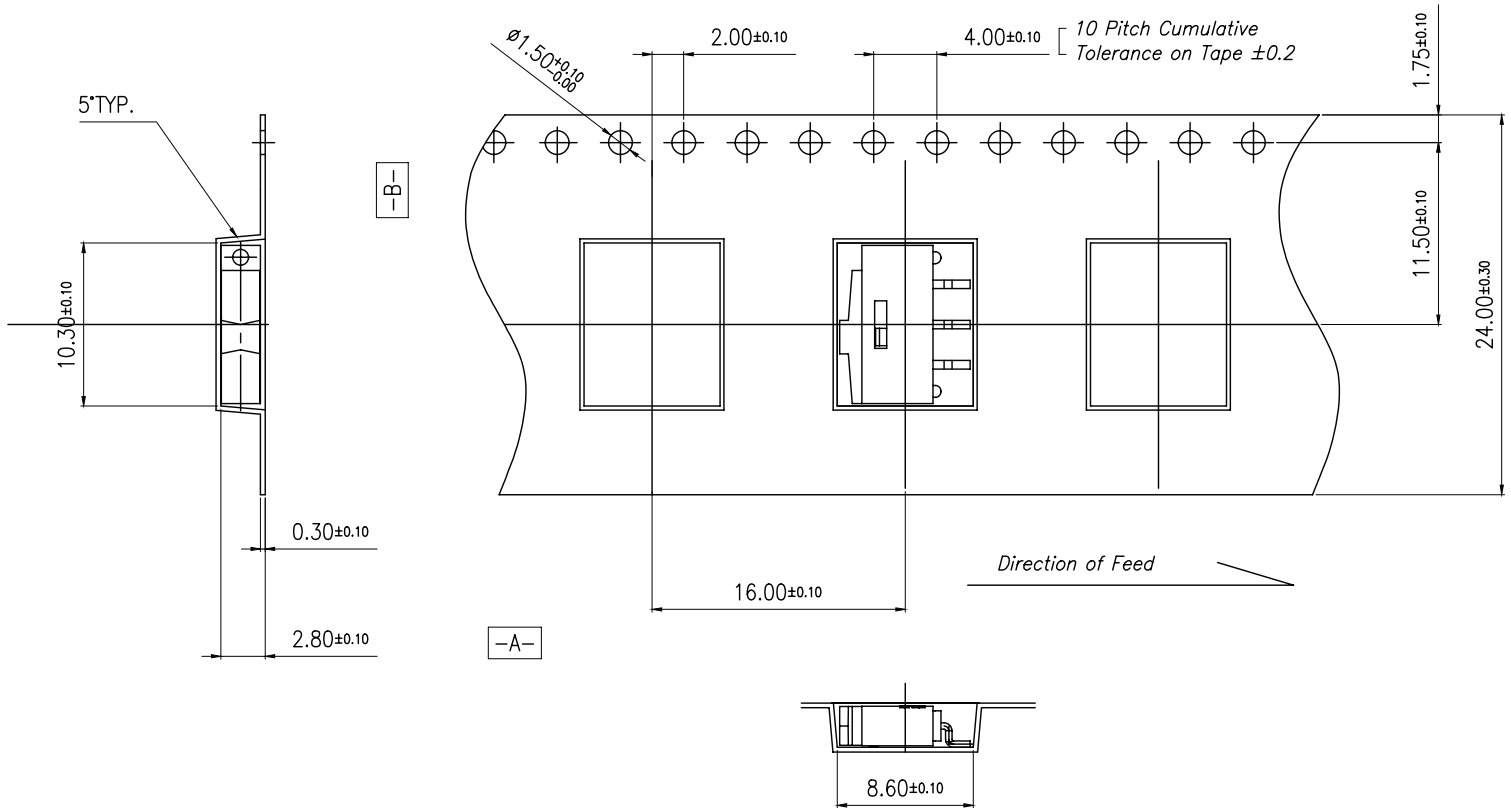 2.00±0.10
4.00±0.10
10 Pitch Cumulative
Tolerance on Tape ±0.2
ø1.50+0.10
-0.00
1.75±0.10
5°TYP.
-B-
11.50±0.10
24.00±0.30
10.30±0.10
0.30±0.10
Direction of Feed
16.00±0.10
2.80±0.10
-A-
8.60±0.10